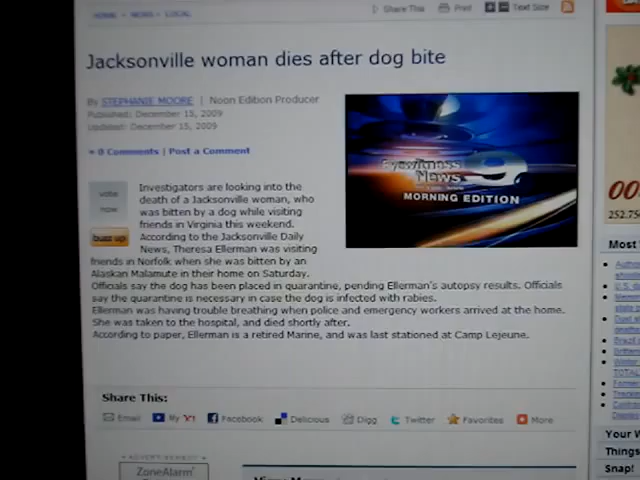 HOME > NEWS > LOCAL
Share This Print Text Size
Jacksonville woman dies after dog bite
By STEPHANIE MOORE | Noon Edition Producer
Published: December 15, 2009
Updated: December 15, 2009
» 0 Comments | Post a Comment
vote
now
buzz up!
Eyewitness
News
MORNING EDITION
Investigators are looking into the
death of a Jacksonville woman, who
was bitten by a dog while visiting
friends in Virginia this weekend.
According to the Jacksonville Daily
News, Theresa Ellerman was visiting
friends in Norfolk when she was bitten by an
Alaskan Malamute in their home on Saturday.
Officials say the dog has been placed in quarantine, pending Ellerman's autopsy results. Officials
say the quarantine is necessary in case the dog is infected with rabies.
Ellerman was having trouble breathing when police and emergency workers arrived at the home.
She was taken to the hospital, and died shortly after.
According to paper, Ellerman is a retired Marine, and was last stationed at Camp Lejeune.
Share This:
Email My Y! Facebook Delicious Digg Twitter Favorites More
ADVERTISEMENT
ZoneAlarm
252.75
Most
U.S.
TOTAL
Your
Things
Snap!